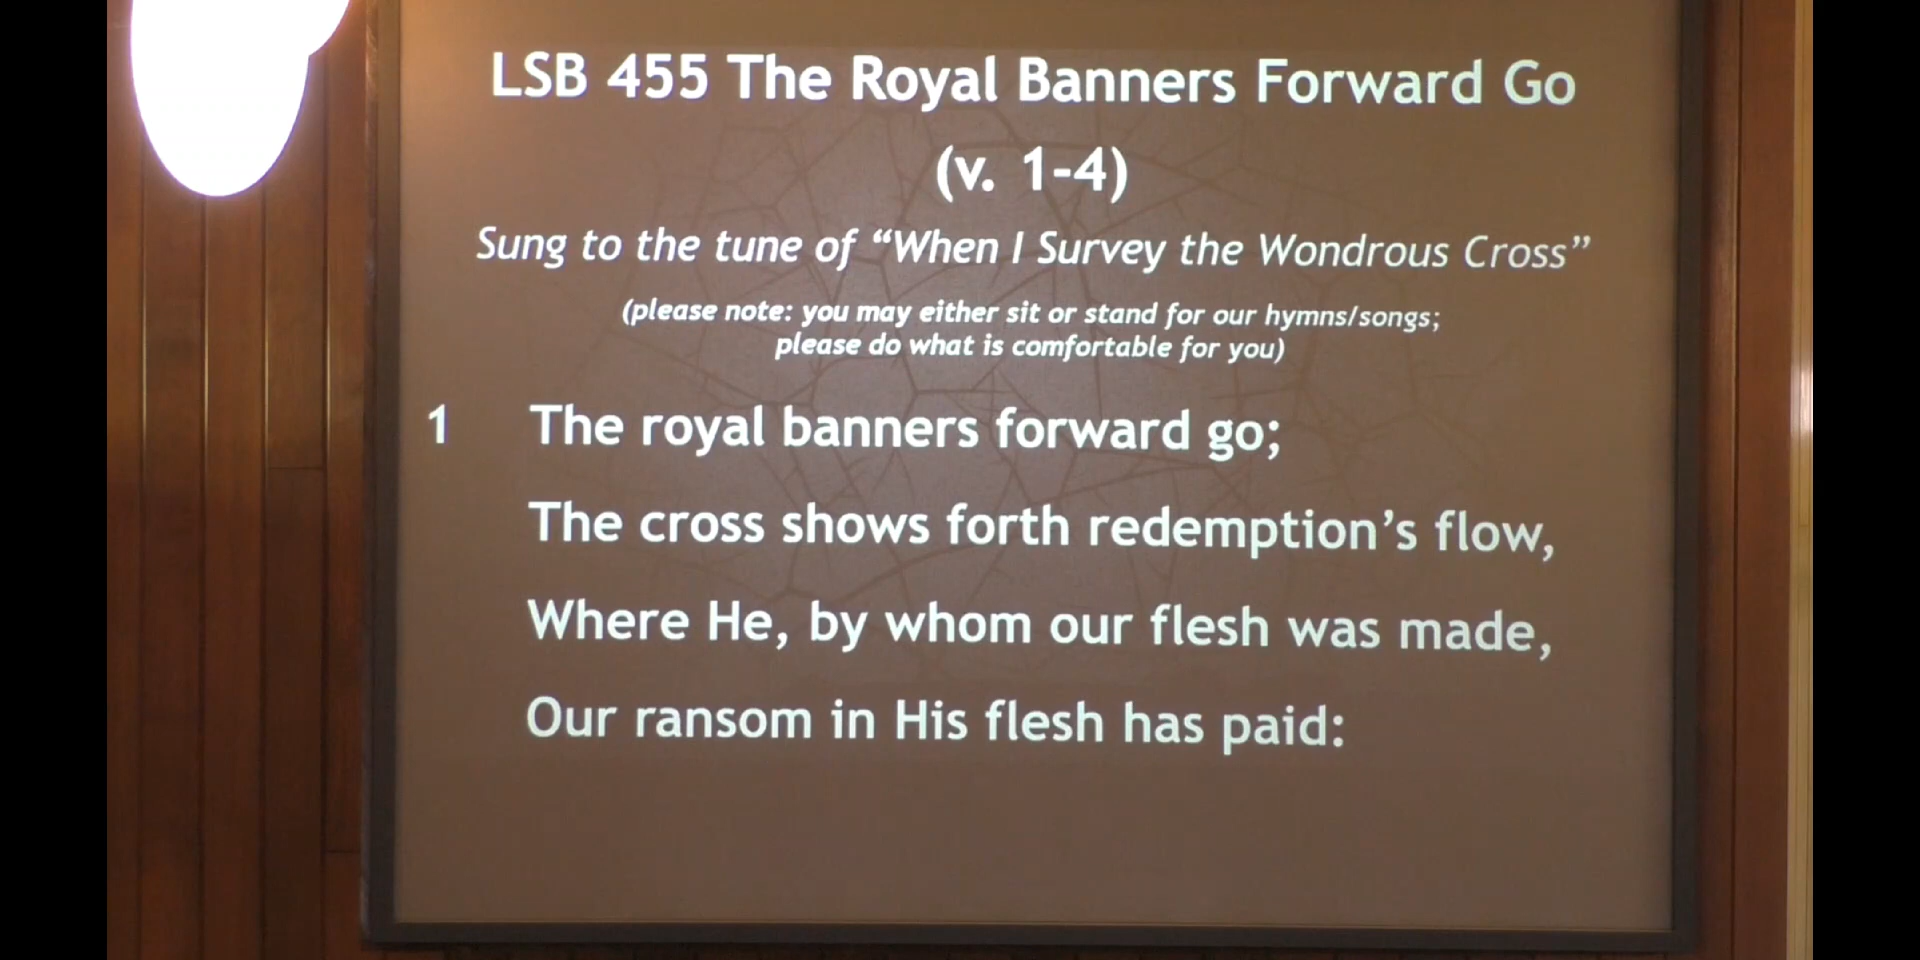 LSB 455 The Royal Banners Forward Go
(v. 1-4)
Sung to the tune of “When I Survey the Wondrous Cross”
(please note: you may either sit or stand for our hymns/songs;
please do what is comfortable for you)
1 The royal banners forward go;
The cross shows forth redemption’s flow,
Where He, by whom our flesh was made,
Our ransom in His flesh has paid: